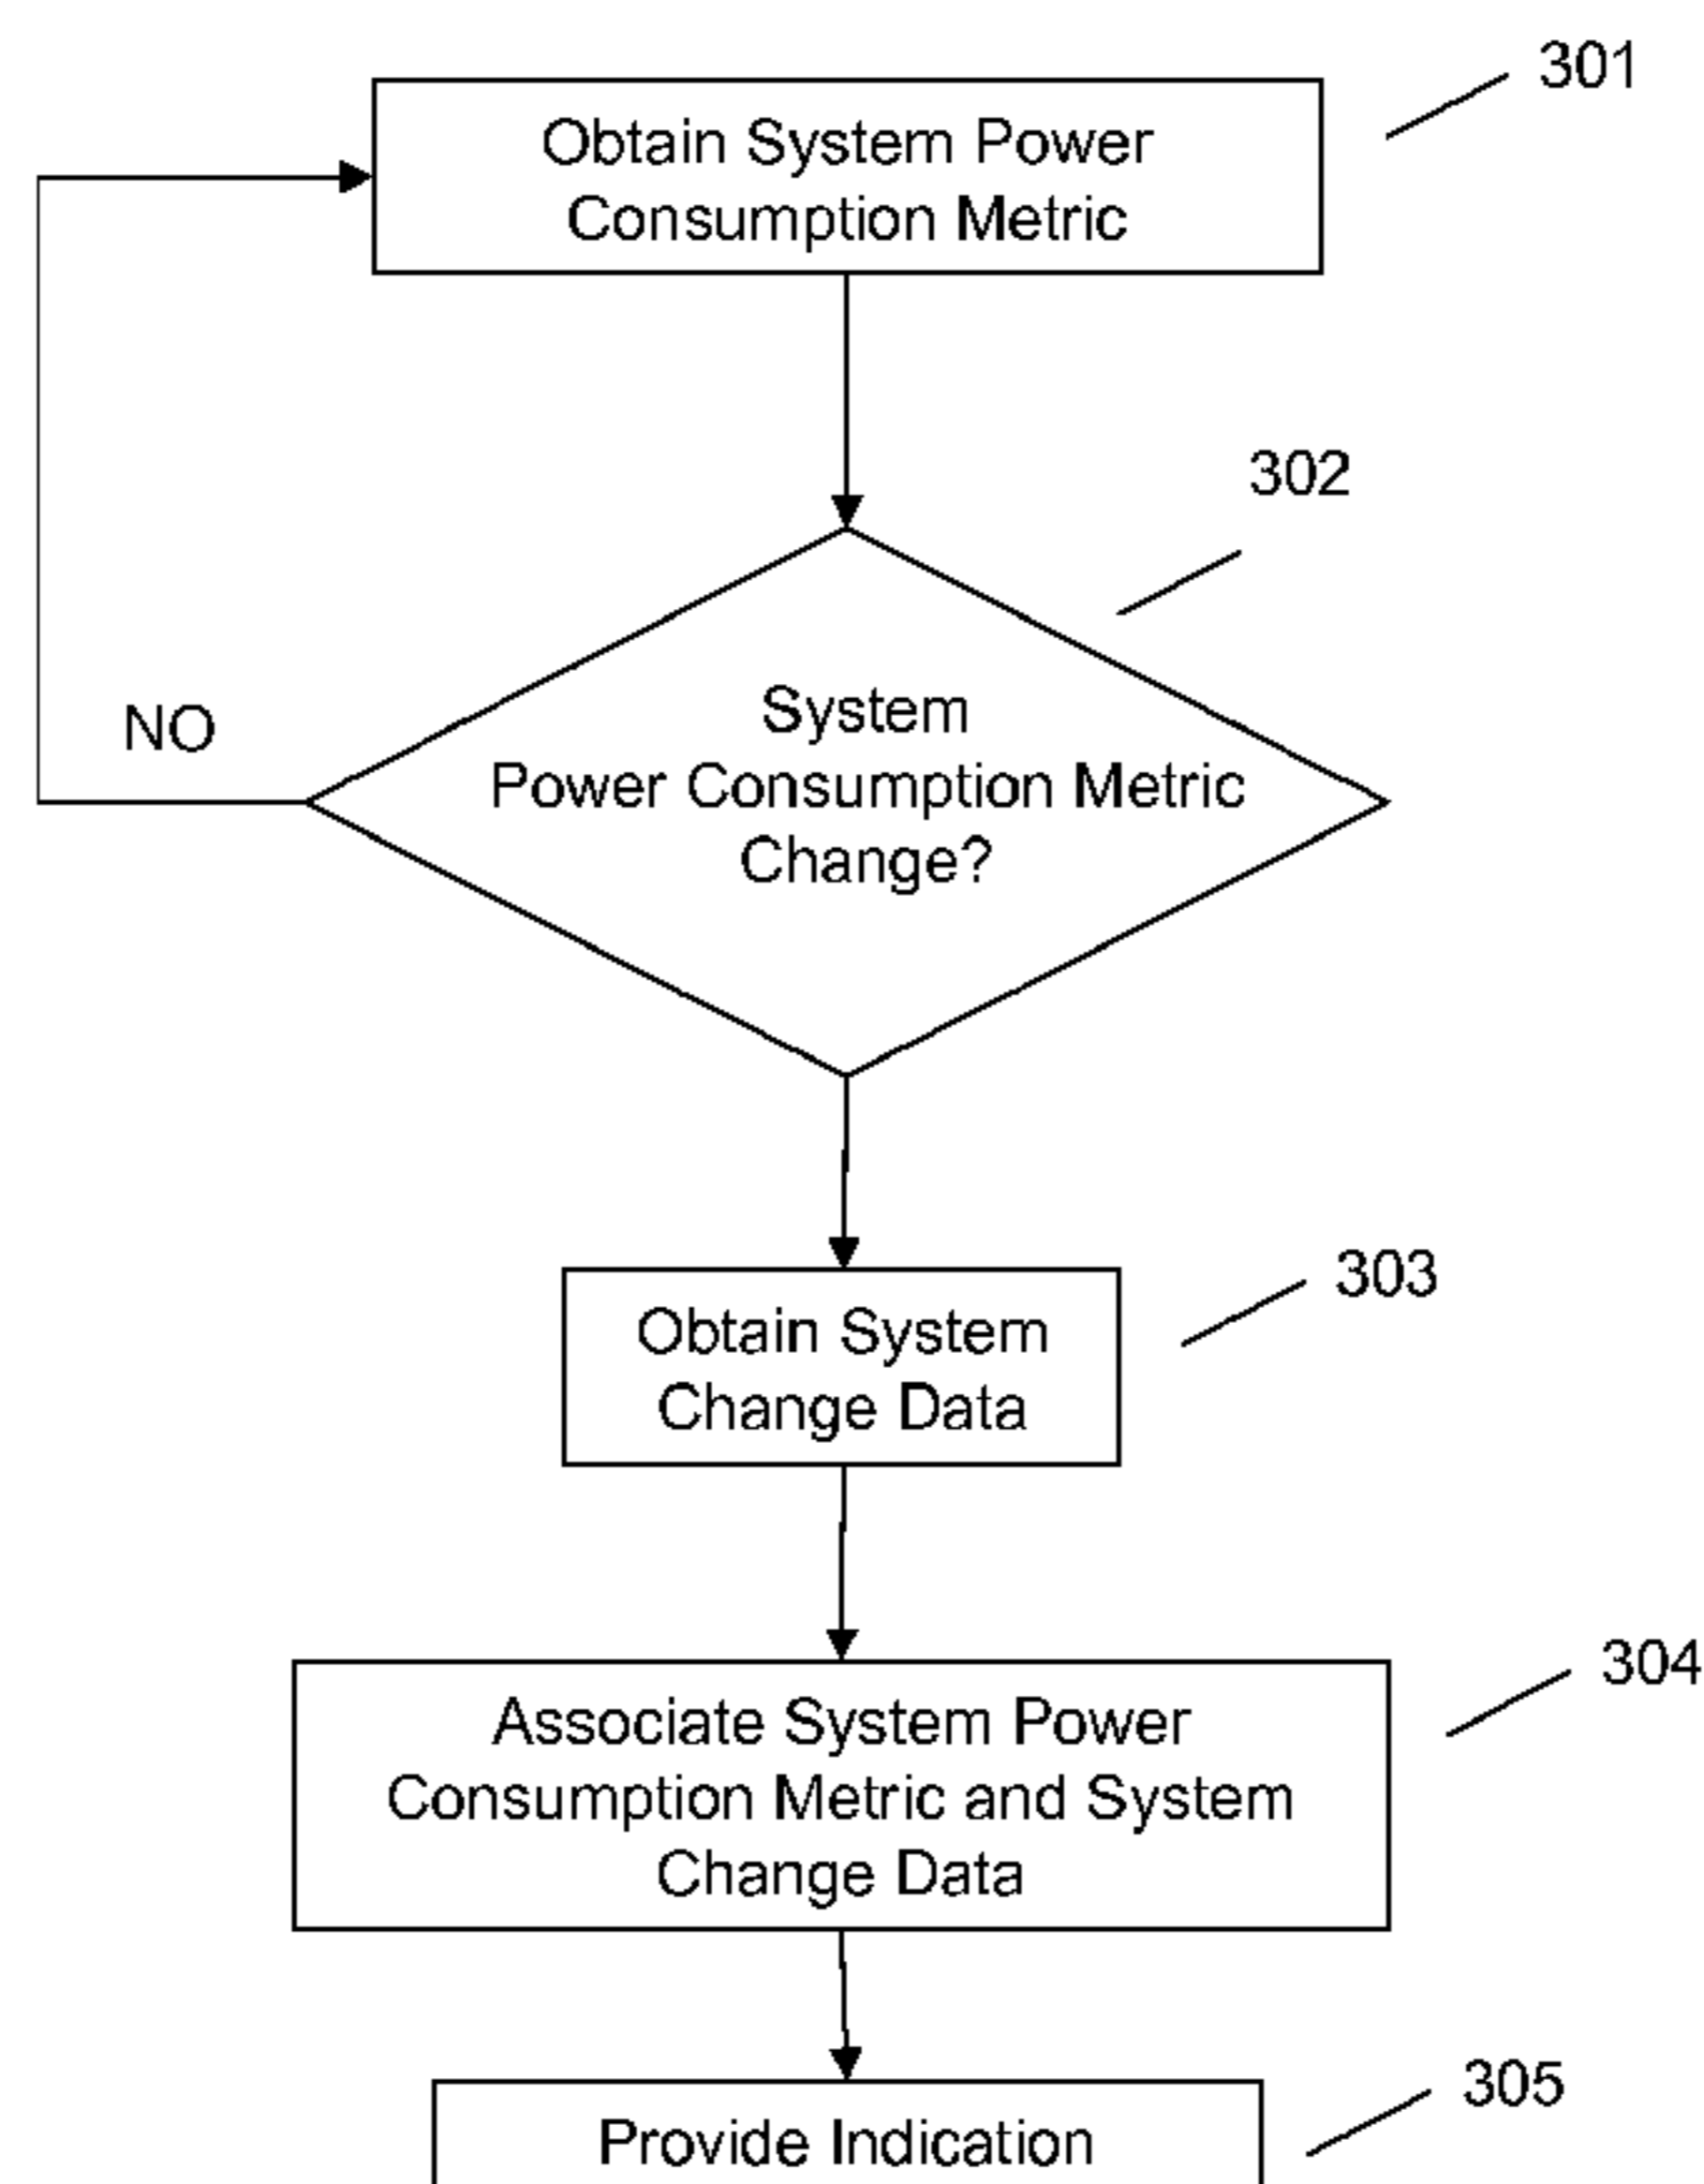 301
Obtain System Power
Consumption Metric
302
System
Power Consumption Metric
Change?
NO
303
Obtain System
Change Data
304
Associate System Power
Consumption Metric and System
Change Data
305
Provide Indication